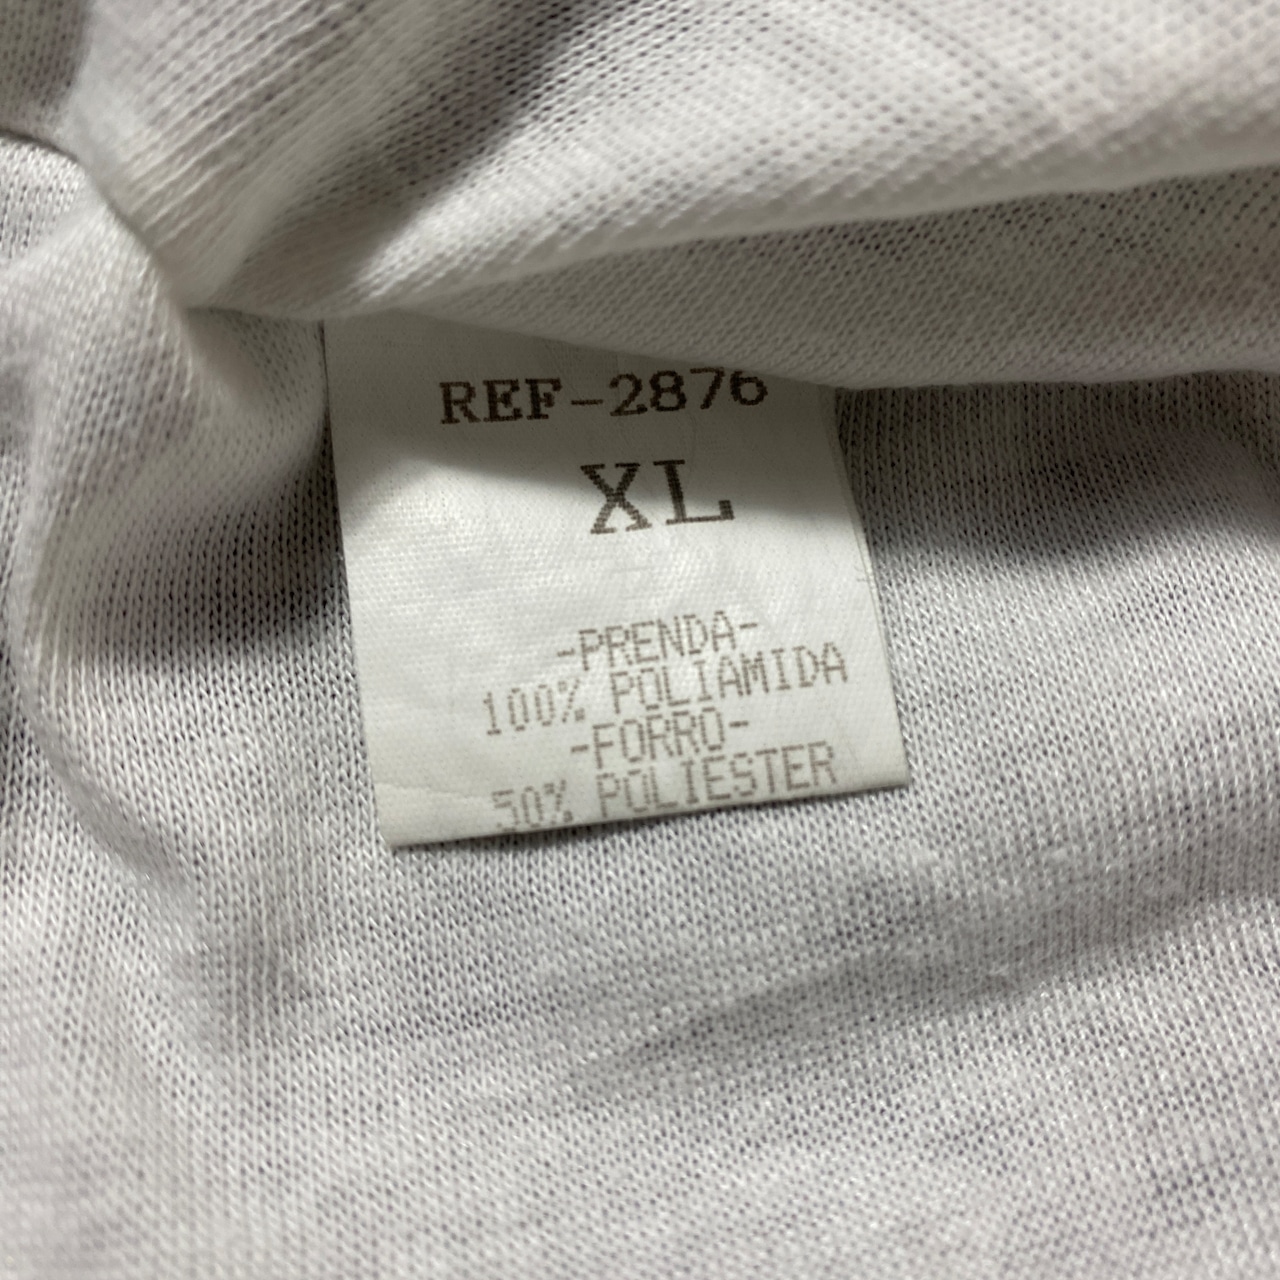 REF-2876
XL
-PRENDA-
100% POLIAMIDA
-FORRO-
50% POLIESTER